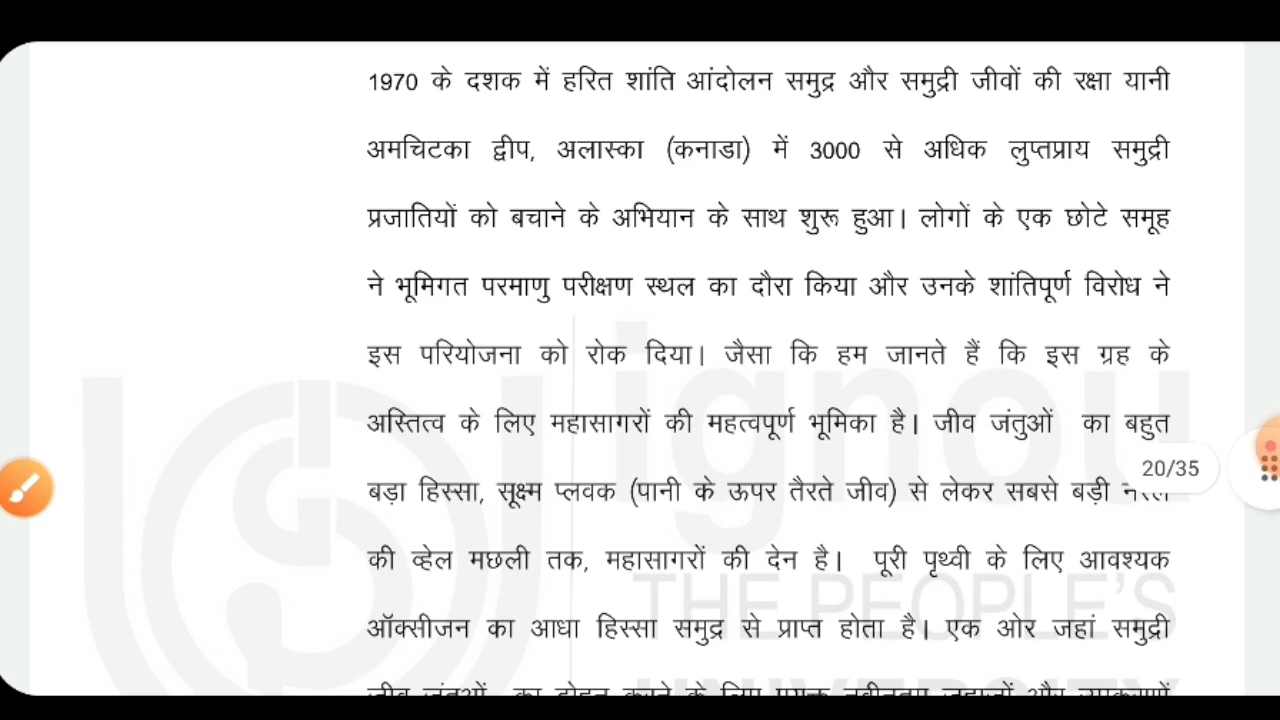 1970 के दशक में हरित शांति आंदोलन समुद्र और समुद्री जीवों की रक्षा यानी
अमचिटका द्वीप, अलास्का (कनाडा) में 3000 से अधिक लुप्तप्राय समुद्री
प्रजातियों को बचाने के अभियान के साथ शुरू हुआ। लोगों के एक छोटे समूह
ने भूमिगत परमाणु परीक्षण स्थल का दौरा किया और उनके शांतिपूर्ण विरोध ने
इस परियोजना को रोक दिया। जैसा कि हम जानते हैं कि इस ग्रह के
अस्तित्व के लिए महासागरों की महत्वपूर्ण भूमिका है। जीव जंतुओं का बहुत
20/35
बड़ा हिस्सा, सूक्ष्म प्लवक (पानी के ऊपर तैरते जीव) से लेकर सबसे बड़ी
की व्हेल मछली तक, महासागरों की देन है। पूरी पृथ्वी के लिए आवश्यक
ऑक्सीजन का आधा हिस्सा समुद्र से प्राप्त होता है। एक ओर जहां समुद्री
ignou
THE PEOPLE'S
UNIVERSITY